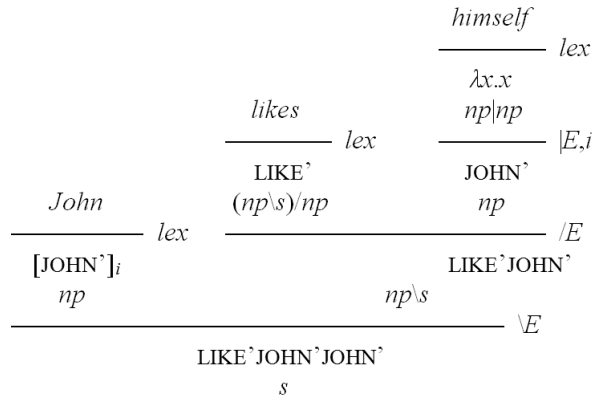 himself
lex
λx.x
likes np|np
lex |E,i
LIKE’ JOHN’
John (np\s)/np np
lex /E
[JOHN’]i LIKE’JOHN’
np np\s
\E
LIKE’JOHN’JOHN’
s